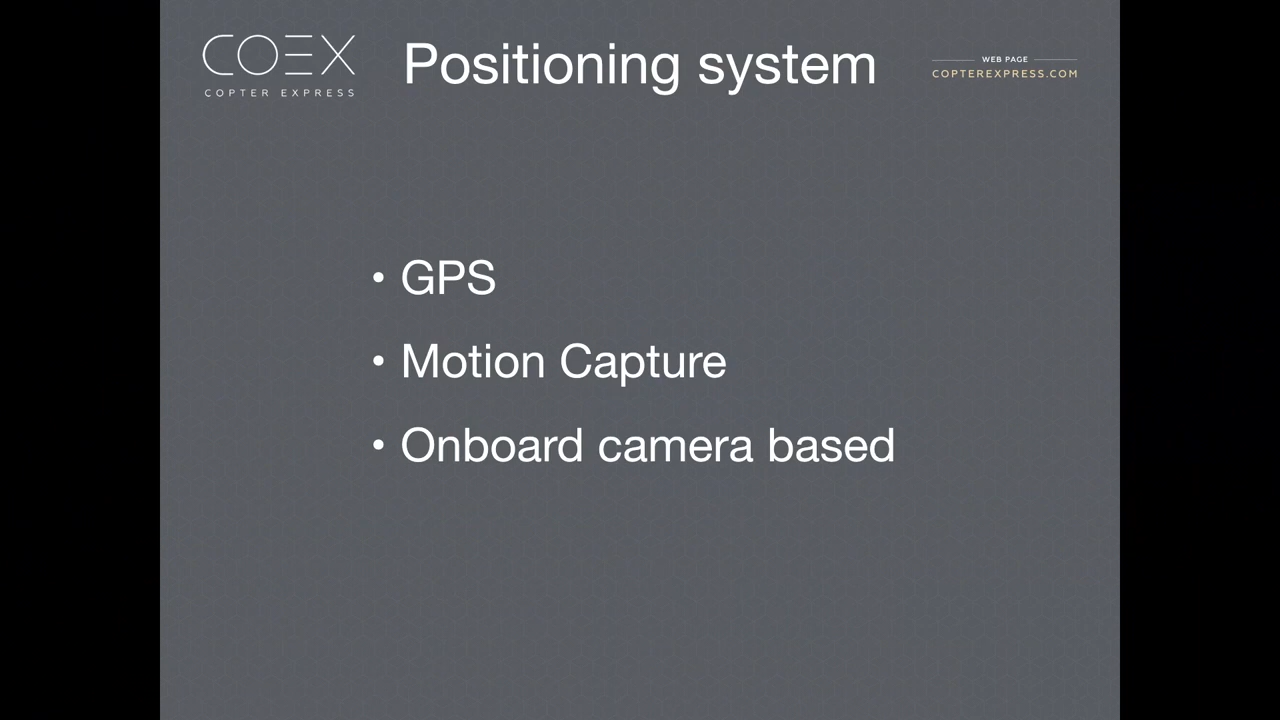 COEX
COPTER EXPRESS
Positioning system
WEB PAGE
COPTEREXPRESS.COM
• GPS
• Motion Capture
• Onboard camera based